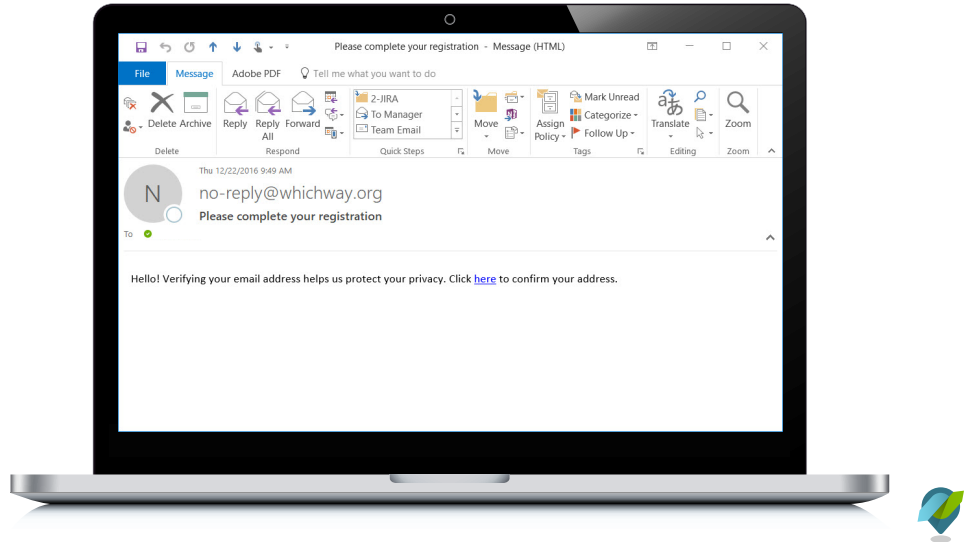 Please complete your registration - Message (HTML)
File Message Adobe PDF Tell me what you want to do
Delete Archive Reply Reply All Forward
2-JIRA
To Manager
Team Email
Move Assign Policy
Mark Unread
Categorize
Follow Up
Translate Zoom
Delete Respond Quick Steps Move Tags Editing Zoom
Thu 12/22/2016 9:49 AM
N no-reply@whichway.org
Please complete your registration
To
Hello! Verifying your email address helps us protect your privacy. Click here to confirm your address.